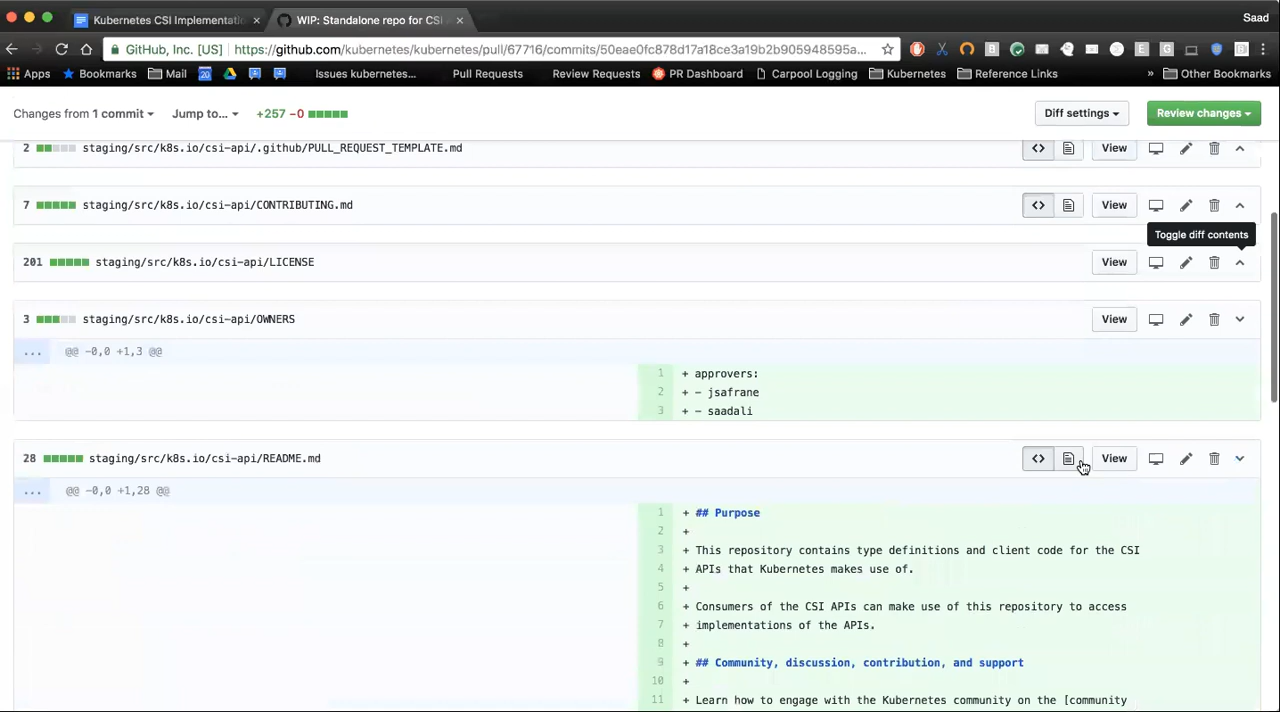 Kubernetes CSI Implementati
WIP: Standalone repo for CSI
Saad
GitHub, Inc. [US]
https://github.com/kubernetes/kubernetes/pull/67716/commits/50eae0fc878d17a18ce3a19b2b905948595a...
Apps
Bookmarks
Mail
Issues kubernetes...
Pull Requests
Review Requests
PR Dashboard
Carpool Logging
Kubernetes
Reference Links
»
Other Bookmarks
Changes from 1 commit
Jump to...
+257 −0
Diff settings
Review changes
2 staging/src/k8s.io/csi-api/.github/PULL_REQUEST_TEMPLATE.md
<> View
7 staging/src/k8s.io/csi-api/CONTRIBUTING.md
<> View
Toggle diff contents
201 staging/src/k8s.io/csi-api/LICENSE
View
3 staging/src/k8s.io/csi-api/OWNERS
View
... @@ -0,0 +1,3 @@
1 + approvers:
2 + - jsafrane
3 + - saadali
28 staging/src/k8s.io/csi-api/README.md
<> View
... @@ -0,0 +1,28 @@
1 + ## Purpose
2 +
3 + This repository contains type definitions and client code for the CSI
4 + APIs that Kubernetes makes use of.
5 +
6 + Consumers of the CSI APIs can make use of this repository to access
7 + implementations of the APIs.
8 +
9 + ## Community, discussion, contribution, and support
10 +
11 + Learn how to engage with the Kubernetes community on the [community